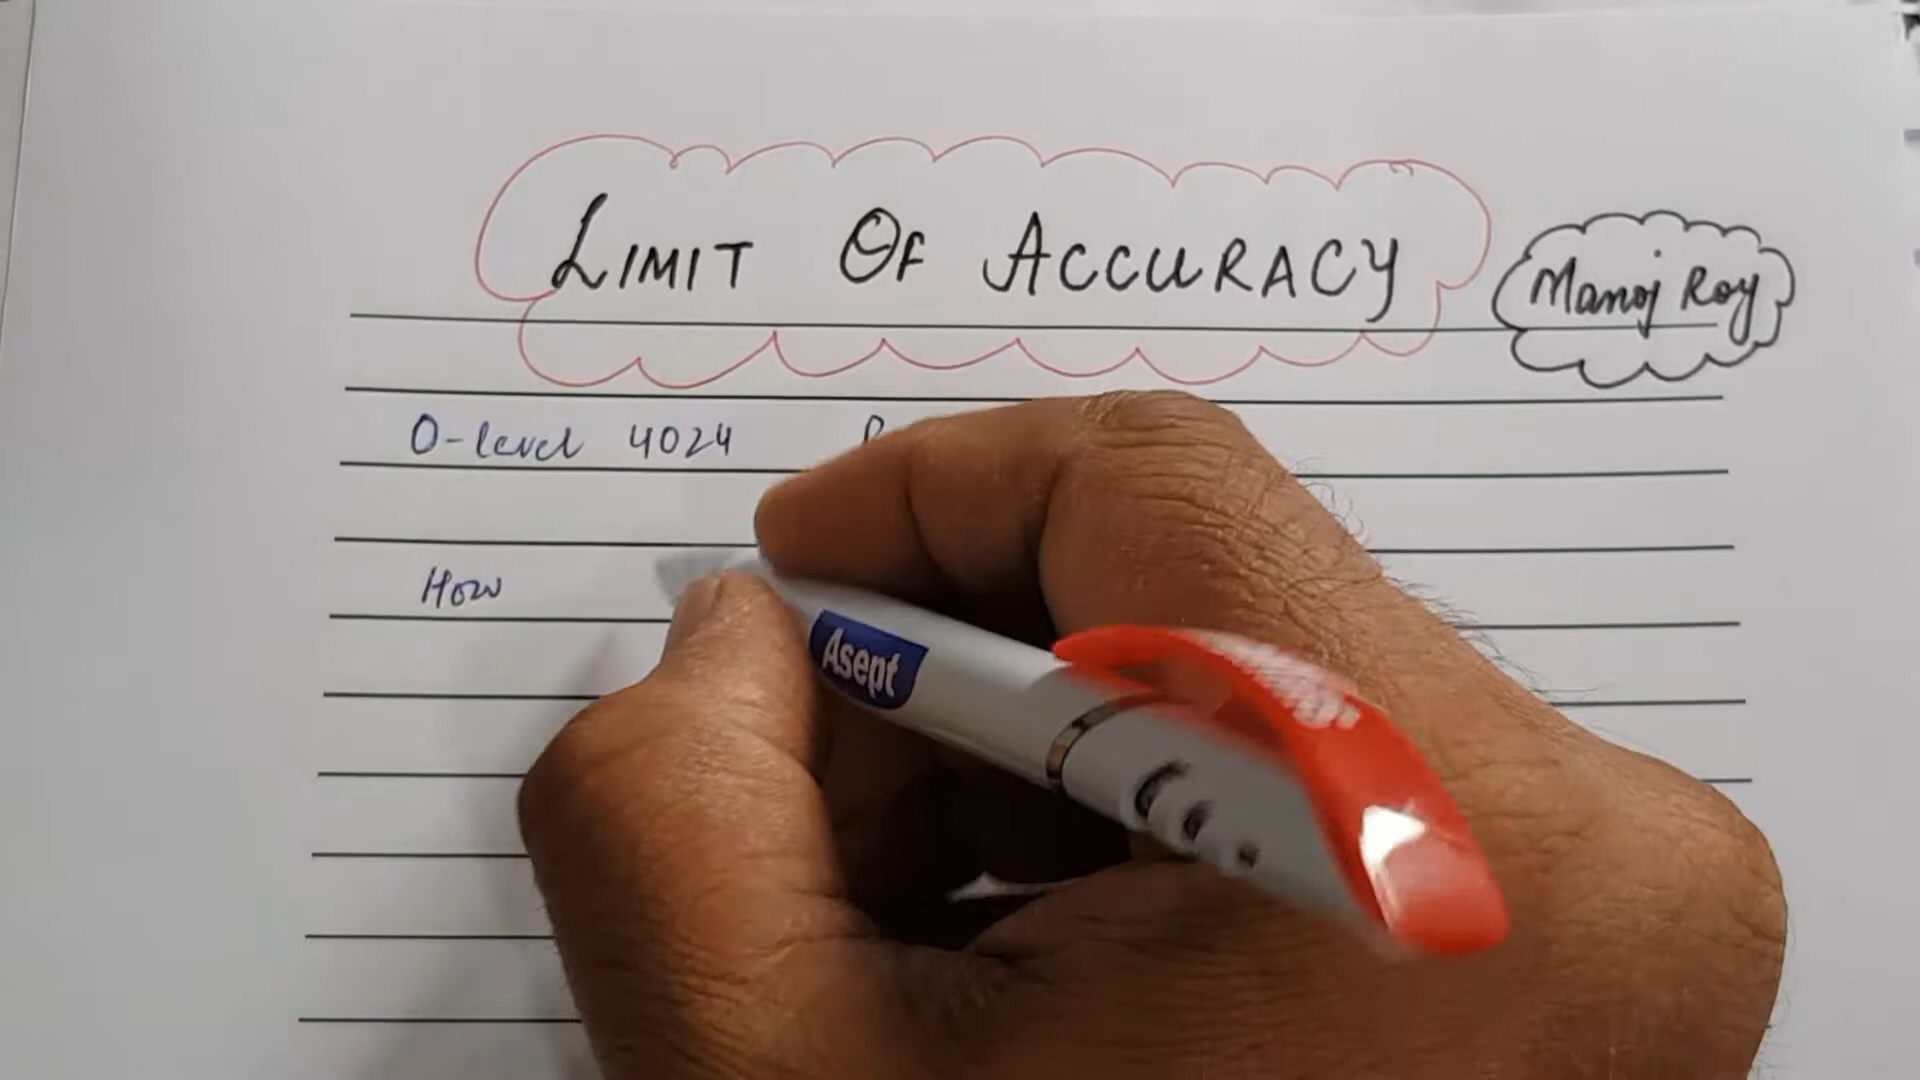 LIMIT OF ACCURACY
Manoj Roy
O-level 4024
How
Asept